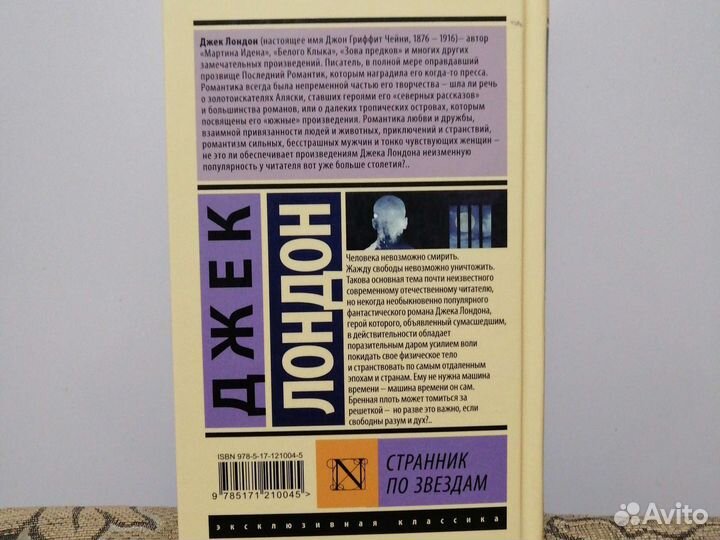 Джек Лондон (настоящее имя Джон Гриффит Чейни, 1876 – 1916)– автор
«Мартина Идена», «Белого Клыка», «Зова предков» и многих других
замечательных произведений. Писатель, в полной мере оправдавший
прозвище Последний Романтик, которым наградила его когда-то пресса.
Романтика всегда была непременной частью его творчества – шла ли речь
о золотоискателях Аляски, ставших героями его «северных рассказов»
и большинства романов, или о далеких тропических островах, которым
посвящены его «южные» произведения. Романтика любви и дружбы,
взаимной привязанности людей и животных, приключений и странствий,
романтизм сильных, бесстрашных мужчин и тонко чувствующих женщин –
не это ли обеспечивает произведениям Джека Лондона неизменную
популярность у читателя вот уже больше столетия?..
ДЖЕК
ЛОНДОН
Человека невозможно смирить.
Жажду свободы невозможно уничтожить.
Такова основная тема почти неизвестного
современному отечественному читателю,
но некогда необыкновенно популярного
фантастического романа Джека Лондона,
герой которого, объявленный сумасшедшим,
в действительности обладает
поразительным даром усилием воли
покидать свое физическое тело
и странствовать по самым отдаленным
эпохам и странам. Ему не нужна машина
времени – машина времени он сам.
Бренная плоть может томиться за
решеткой – но разве это важно, если
свободны разум и дух?..
ISBN 978-5-17-121004-5
9 785171 210045 >
N
СТРАННИК
ПО ЗВЕЗДАМ
эксклюзивная классика
Avito